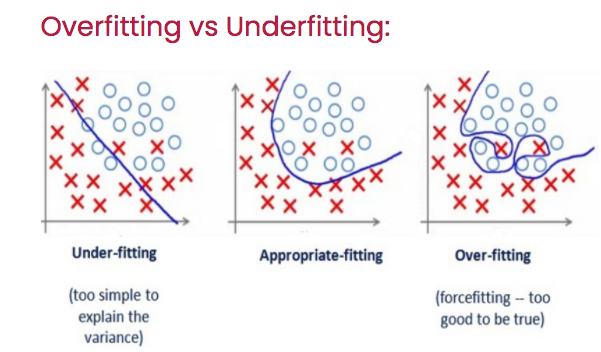 Overfitting vs Underfitting:
Under-fitting
Appropriate-fitting
Over-fitting
(too simple to
explain the
variance)
(forcefitting -- too
good to be true)